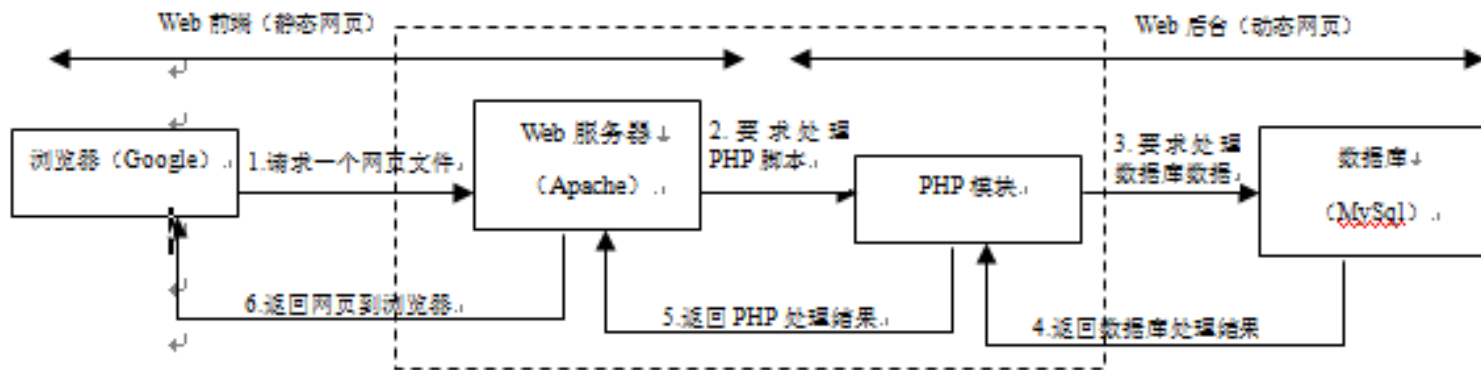 Web 前端（静态网页）
Web 后台（动态网页）
浏览器（Google）
1.请求一个网页文件
Web 服务器
（Apache）
2. 要求处理
PHP 脚本
PHP 模块
3. 要求处理
数据库数据
数据库
（MySql）
6.返回网页到浏览器
5.返回 PHP 处理结果
4.返回数据库处理结果